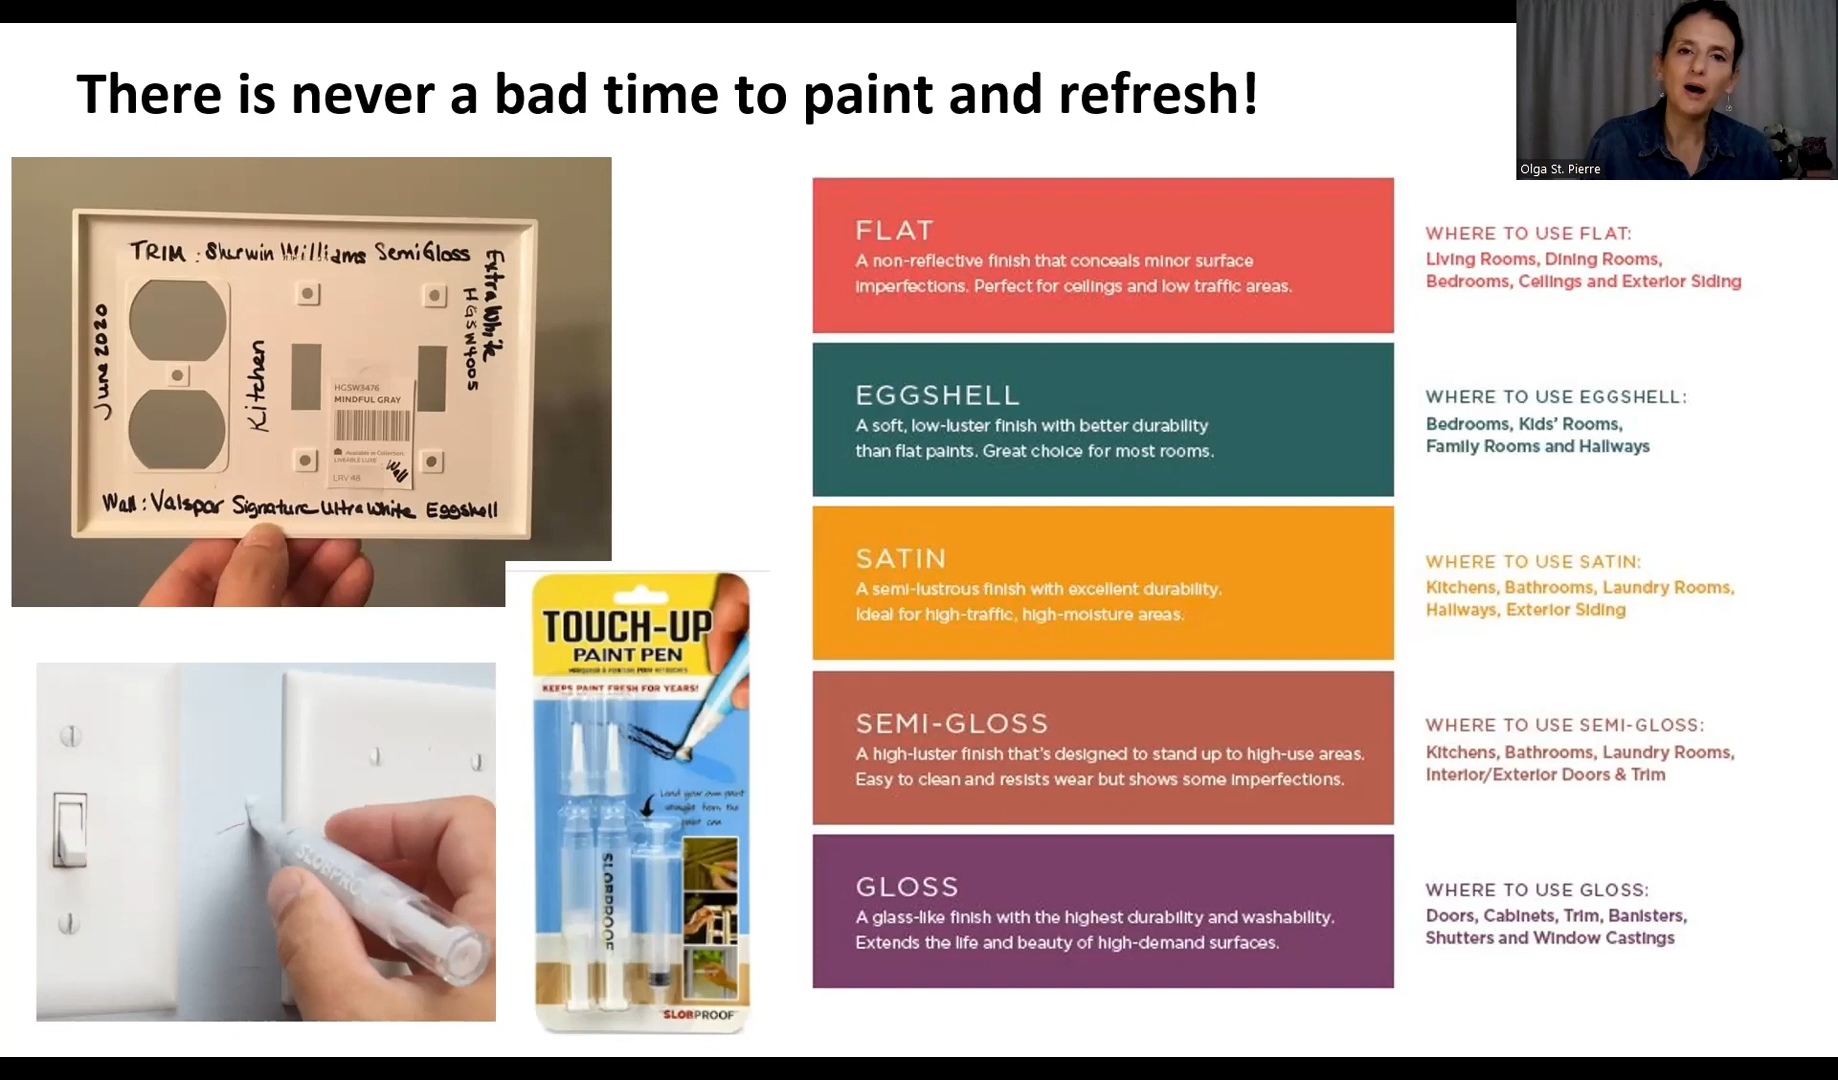 There is never a bad time to paint and refresh!
Olga St. Pierre
TRIM : Sherwin Williams SemiGloss
Extra White
HGSW4005
June 2020
Kitchen
HGSW3476
MINDFUL GRAY
Available in Collection:
LIVEABLE LUXE
Wall
LRV 48
Wall : Valspar Signature Ultra White Eggshell
TOUCH-UP
PAINT PEN
KEEPS PAINT FRESH FOR YEARS!
Load your own paint
straight from the
paint can
SLOBPROOF
SLOBPROOF
SLOBPROOF
FLAT
A non-reflective finish that conceals minor surface
imperfections. Perfect for ceilings and low traffic areas.
WHERE TO USE FLAT:
Living Rooms, Dining Rooms,
Bedrooms, Ceilings and Exterior Siding
EGGSHELL
A soft, low-luster finish with better durability
than flat paints. Great choice for most rooms.
WHERE TO USE EGGSHELL:
Bedrooms, Kids' Rooms,
Family Rooms and Hallways
SATIN
A semi-lustrous finish with excellent durability.
Ideal for high-traffic, high-moisture areas.
WHERE TO USE SATIN:
Kitchens, Bathrooms, Laundry Rooms,
Hallways, Exterior Siding
SEMI-GLOSS
A high-luster finish that's designed to stand up to high-use areas.
Easy to clean and resists wear but shows some imperfections.
WHERE TO USE SEMI-GLOSS:
Kitchens, Bathrooms, Laundry Rooms,
Interior/Exterior Doors & Trim
GLOSS
A glass-like finish with the highest durability and washability.
Extends the life and beauty of high-demand surfaces.
WHERE TO USE GLOSS:
Doors, Cabinets, Trim, Banisters,
Shutters and Window Castings